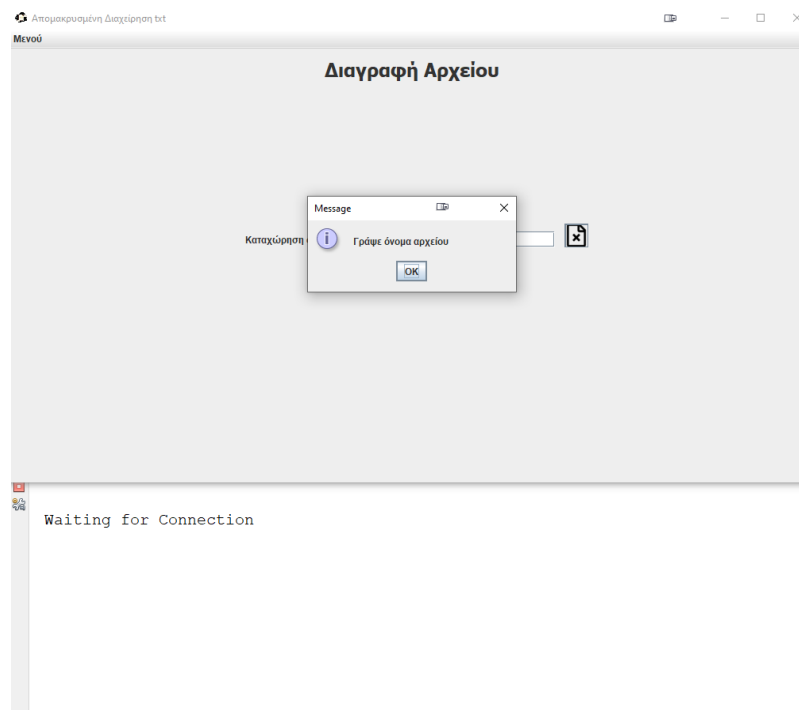 Απομακρυσμένη Διαχείρηση txt
Μενού
Διαγραφή Αρχείου
Message
Καταχώρηση
Γράψε όνομα αρχείου
OK
Waiting for Connection